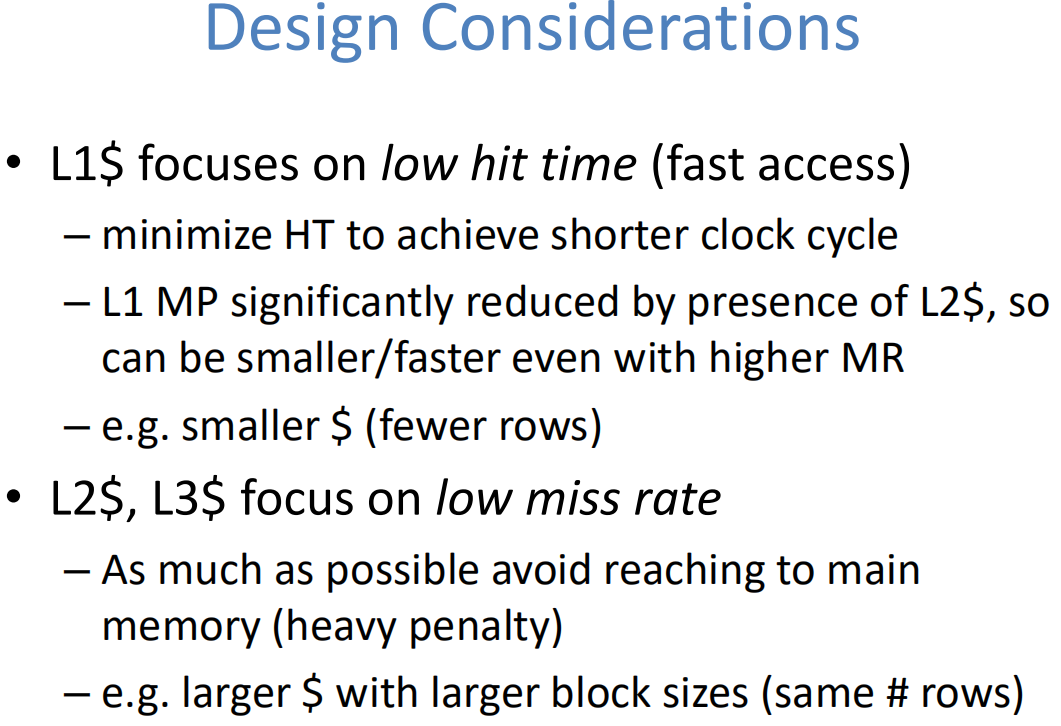 Design Considerations
• L1$ focuses on low hit time (fast access)
– minimize HT to achieve shorter clock cycle
– L1 MP significantly reduced by presence of L2$, so
can be smaller/faster even with higher MR
– e.g. smaller $ (fewer rows)
• L2$, L3$ focus on low miss rate
– As much as possible avoid reaching to main
memory (heavy penalty)
– e.g. larger $ with larger block sizes (same # rows)